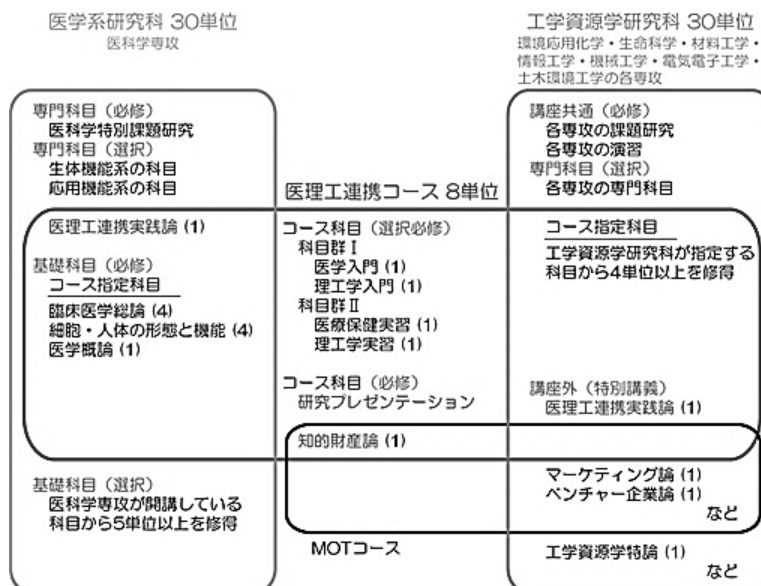 医学系研究科 30単位
医科学専攻
専門科目(必修)
医科学特別課題研究
専門科目(選択)
生体機能系の科目
応用機能系の科目
医理工連携実践論 (1)
基礎科目(必修)
コース指定科目
臨床医学総論 (4)
細胞・人体の形態と機能 (4)
医学概論 (1)
基礎科目(選択)
医科学専攻が開講している
科目から5単位以上を修得
医理工連携コース 8単位
コース科目(選択必修)
科目群Ⅰ
医学入門 (1)
理工学入門 (1)
科目群Ⅱ
医療保健実習 (1)
理工学実習 (1)
コース科目(必修)
研究プレゼンテーション
知的財産論 (1)
MOTコース
工学資源学研究科 30単位
環境応用化学・生命科学・材料工学・
情報工学・機械工学・電気電子工学・
土木環境工学の各専攻
講座共通(必修)
各専攻の課題研究
各専攻の演習
専門科目(選択)
各専攻の専門科目
コース指定科目
工学資源学研究科が指定する
科目から4単位以上を修得
講座外(特別講義)
医理工連携実践論 (1)
マーケティング論 (1)
ベンチャー企業論 (1)
など
工学資源学特論 (1)
など